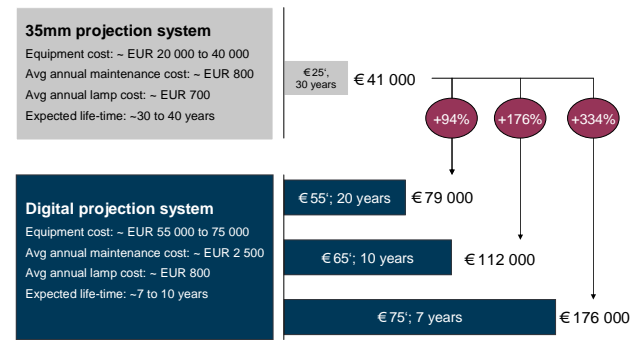 35mm projection system
Equipment cost: ~ EUR 20 000 to 40 000
Avg annual maintenance cost: ~ EUR 800
Avg annual lamp cost: ~ EUR 700
Expected life-time: ~30 to 40 years
€25‘,
30 years
€41 000
+94%
+176%
+334%
Digital projection system
Equipment cost: ~ EUR 55 000 to 75 000
Avg annual maintenance cost: ~ EUR 2 500
Avg annual lamp cost: ~ EUR 800
Expected life-time: ~7 to 10 years
€55‘; 20 years
€79 000
€65‘; 10 years
€112 000
€75‘; 7 years
€176 000